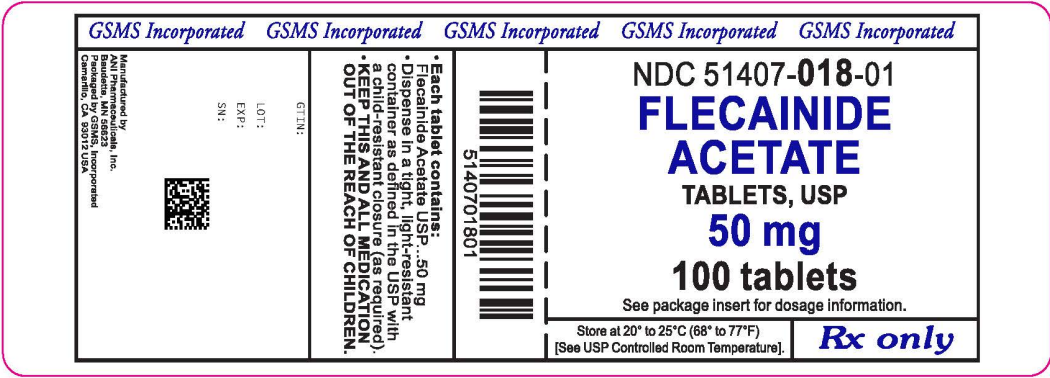 GSMS Incorporated GSMS Incorporated GSMS Incorporated GSMS Incorporated GSMS Incorporated
Manufactured by
ANI Pharmaceuticals, Inc.
Baudette, MN 56623
Packaged by GSMS, Incorporated
Camarillo, CA 93012 USA
GTIN:
LOT:
EXP:
SN:
• Each tablet contains:
Flecainide Acetate USP...50 mg
• Dispense in a tight, light-resistant
container as defined in the USP with
a child-resistant closure (as required).
• KEEP THIS AND ALL MEDICATION
OUT OF THE REACH OF CHILDREN.
5140701801
NDC 51407-018-01
FLECAINIDE
ACETATE
TABLETS, USP
50 mg
100 tablets
See package insert for dosage information.
Store at 20° to 25°C (68° to 77°F)
[See USP Controlled Room Temperature].
Rx only